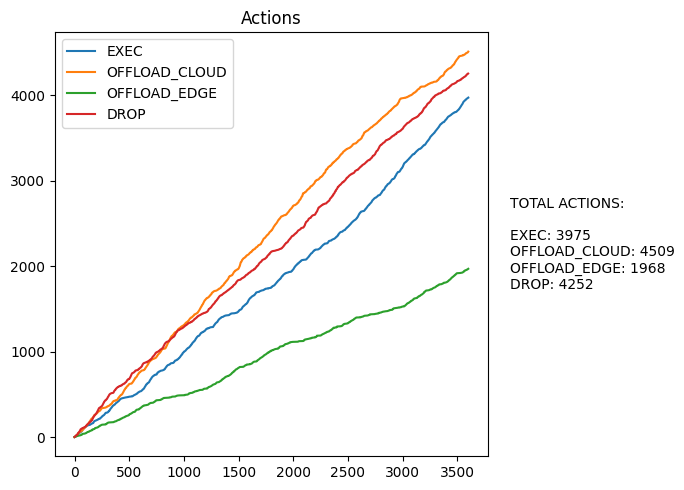 Actions
EXEC
OFFLOAD_CLOUD
OFFLOAD_EDGE
DROP
4000
3000
2000
1000
0
0 500 1000 1500 2000 2500 3000 3500
TOTAL ACTIONS:
EXEC: 3975
OFFLOAD_CLOUD: 4509
OFFLOAD_EDGE: 1968
DROP: 4252